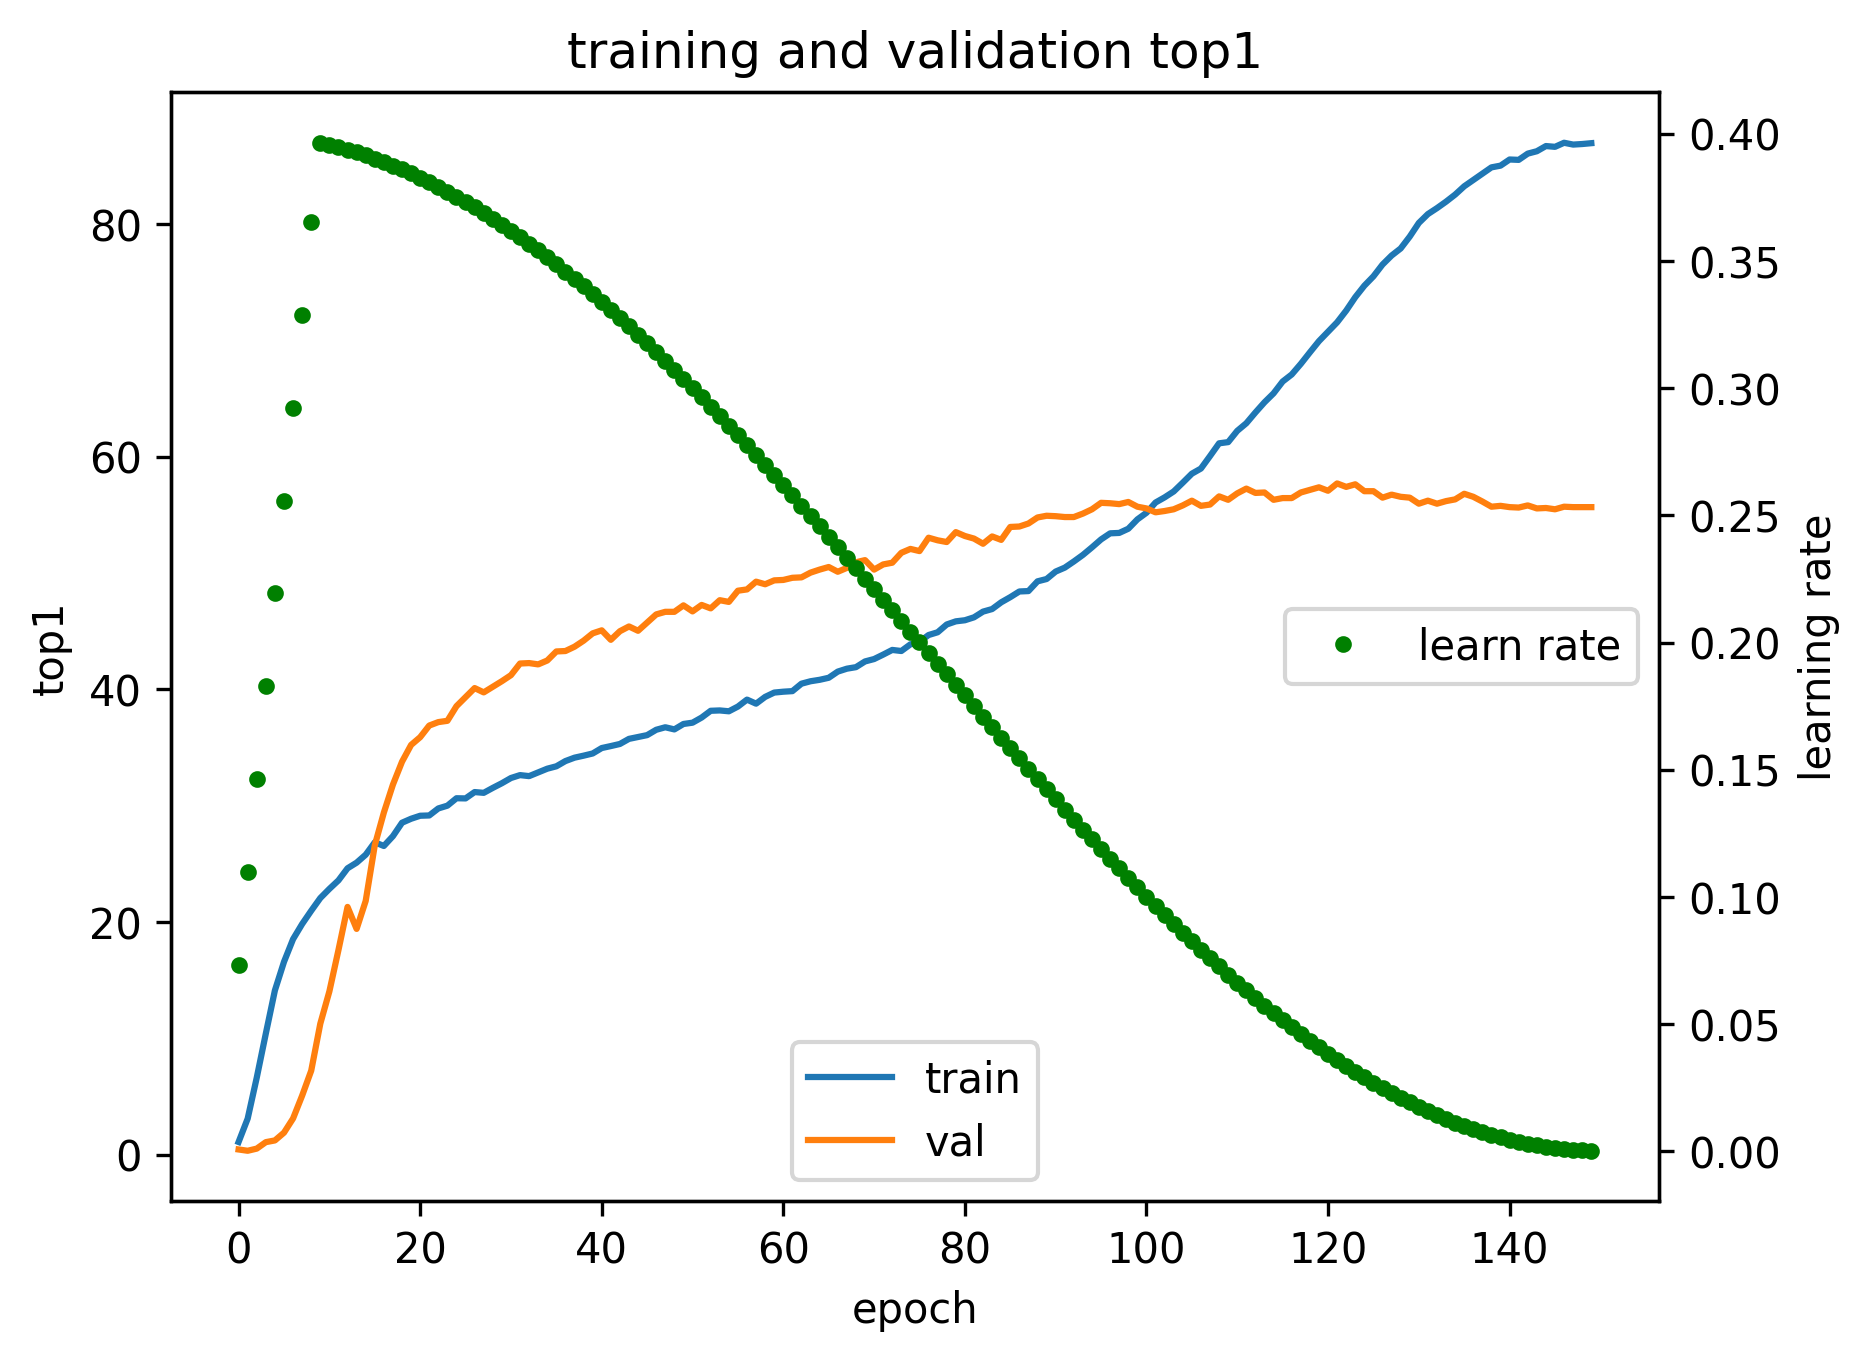 training and validation top1
80
60
40
20
0
top1
0.40
0.35
0.30
0.25
0.20
0.15
0.10
0.05
0.00
learning rate
learn rate
train
val
0 20 40 60 80 100 120 140
epoch